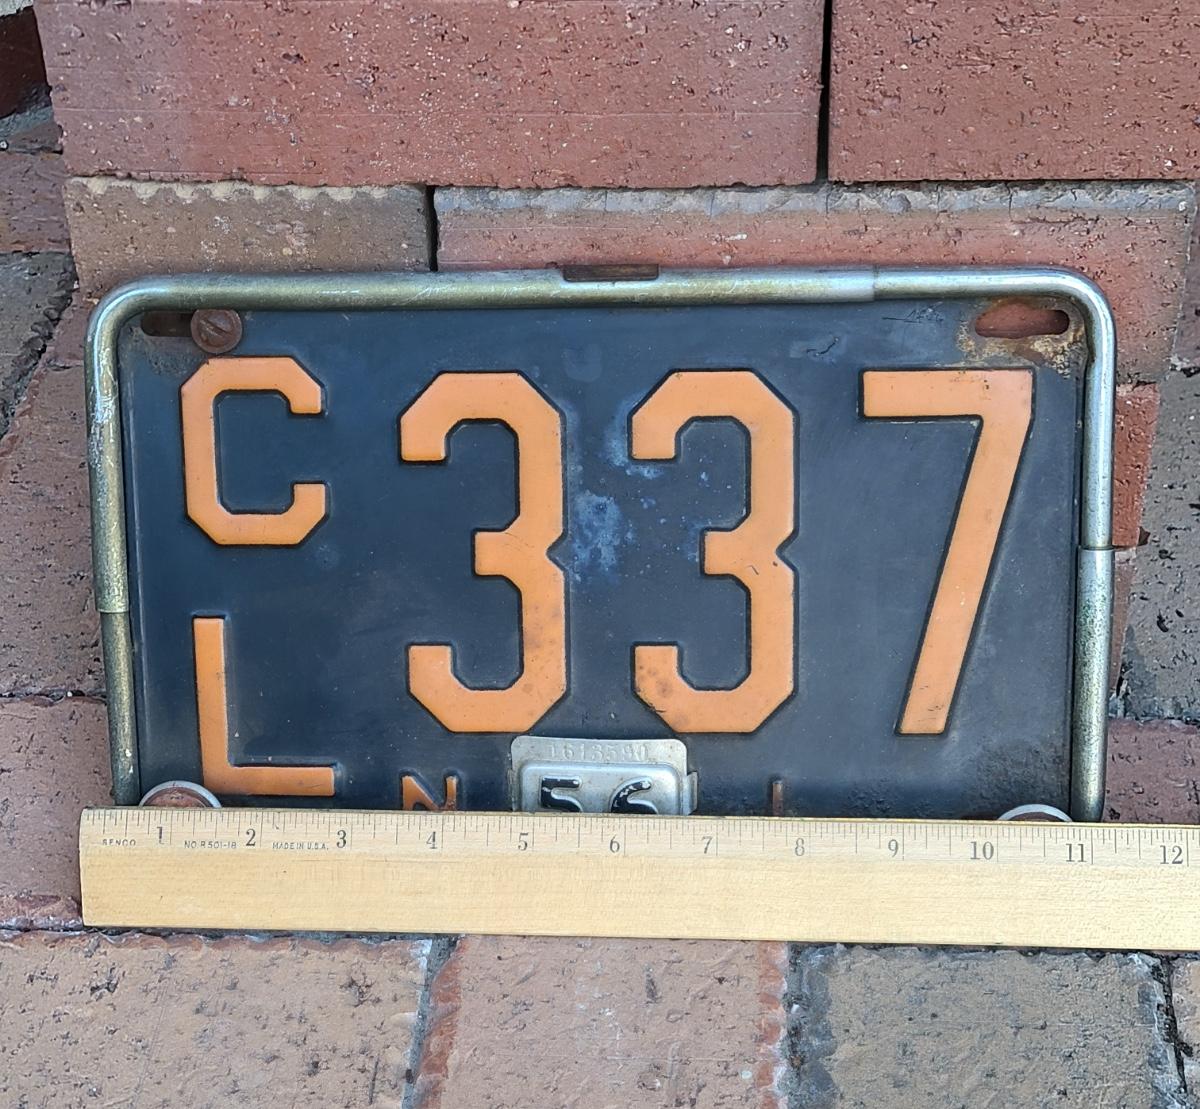 C 337
L
1613590
N 56
1 2 3 4 5 6 7 8 9 10 11 12
SENCO NO. R 501-18 MADE IN U.S.A.